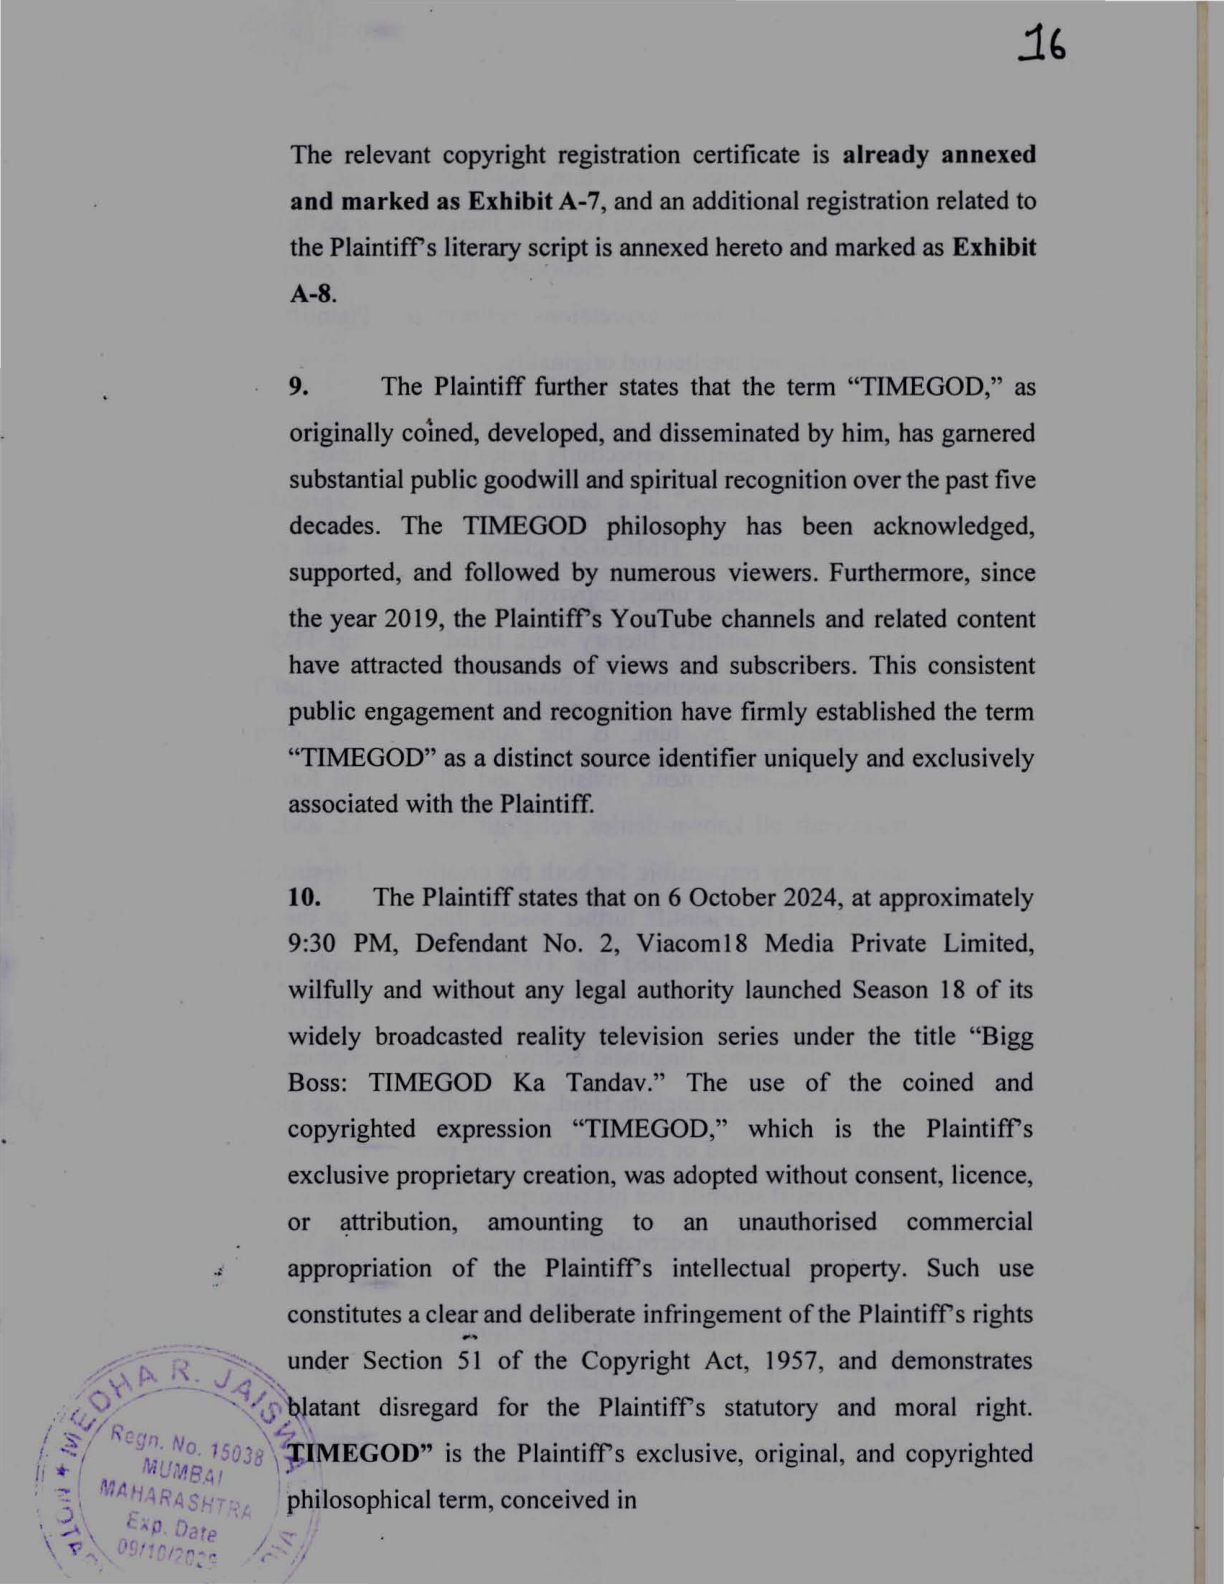 16
The relevant copyright registration certificate is already annexed
and marked as Exhibit A-7, and an additional registration related to
the Plaintiff's literary script is annexed hereto and marked as Exhibit
A-8.
9. The Plaintiff further states that the term “TIMEGOD,” as
originally coined, developed, and disseminated by him, has garnered
substantial public goodwill and spiritual recognition over the past five
decades. The TIMEGOD philosophy has been acknowledged,
supported, and followed by numerous viewers. Furthermore, since
the year 2019, the Plaintiff's YouTube channels and related content
have attracted thousands of views and subscribers. This consistent
public engagement and recognition have firmly established the term
“TIMEGOD” as a distinct source identifier uniquely and exclusively
associated with the Plaintiff.
10. The Plaintiff states that on 6 October 2024, at approximately
9:30 PM, Defendant No. 2, Viacom18 Media Private Limited,
wilfully and without any legal authority launched Season 18 of its
widely broadcasted reality television series under the title “Bigg
Boss: TIMEGOD Ka Tandav.” The use of the coined and
copyrighted expression “TIMEGOD,” which is the Plaintiff's
exclusive proprietary creation, was adopted without consent, licence,
or attribution, amounting to an unauthorised commercial
appropriation of the Plaintiff's intellectual property. Such use
constitutes a clear and deliberate infringement of the Plaintiff's rights
under Section 51 of the Copyright Act, 1957, and demonstrates
blatant disregard for the Plaintiff's statutory and moral right.
TIMEGOD” is the Plaintiff's exclusive, original, and copyrighted
philosophical term, conceived in
MEDHA R. JAISWA
Regn. No. 15038
MUMBAI
MAHARASHTRA
Exp. Date